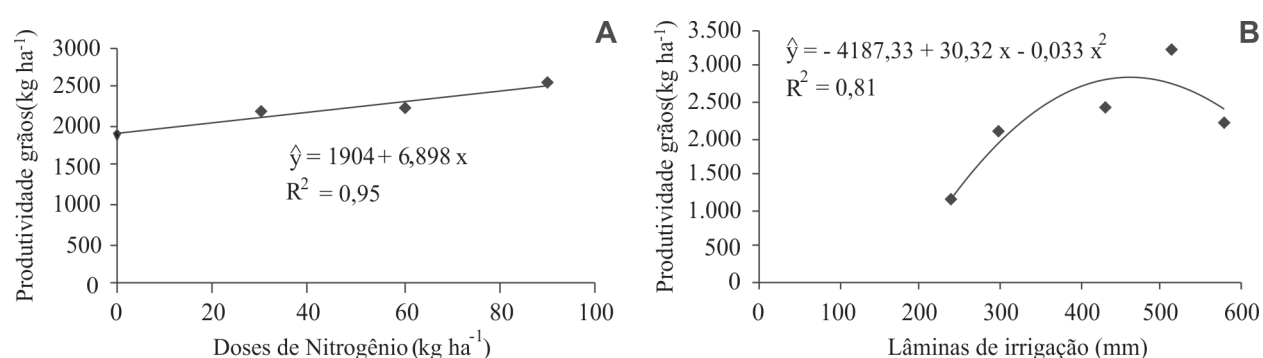 A
Produtividade grãos(kg ha⁻¹)
3000
2500
2000
1500
1000
500
0
ŷ = 1904 + 6,898 x
R² = 0,95
0 20 40 60 80 100
Doses de Nitrogênio (kg ha⁻¹)
B
Produtividade grãos(kg ha⁻¹)
3.500
3.000
2.500
2.000
1.500
1.000
500
0
ŷ = - 4187,33 + 30,32 x - 0,033 x²
R² = 0,81
0 100 200 300 400 500 600
Lâminas de irrigação (mm)